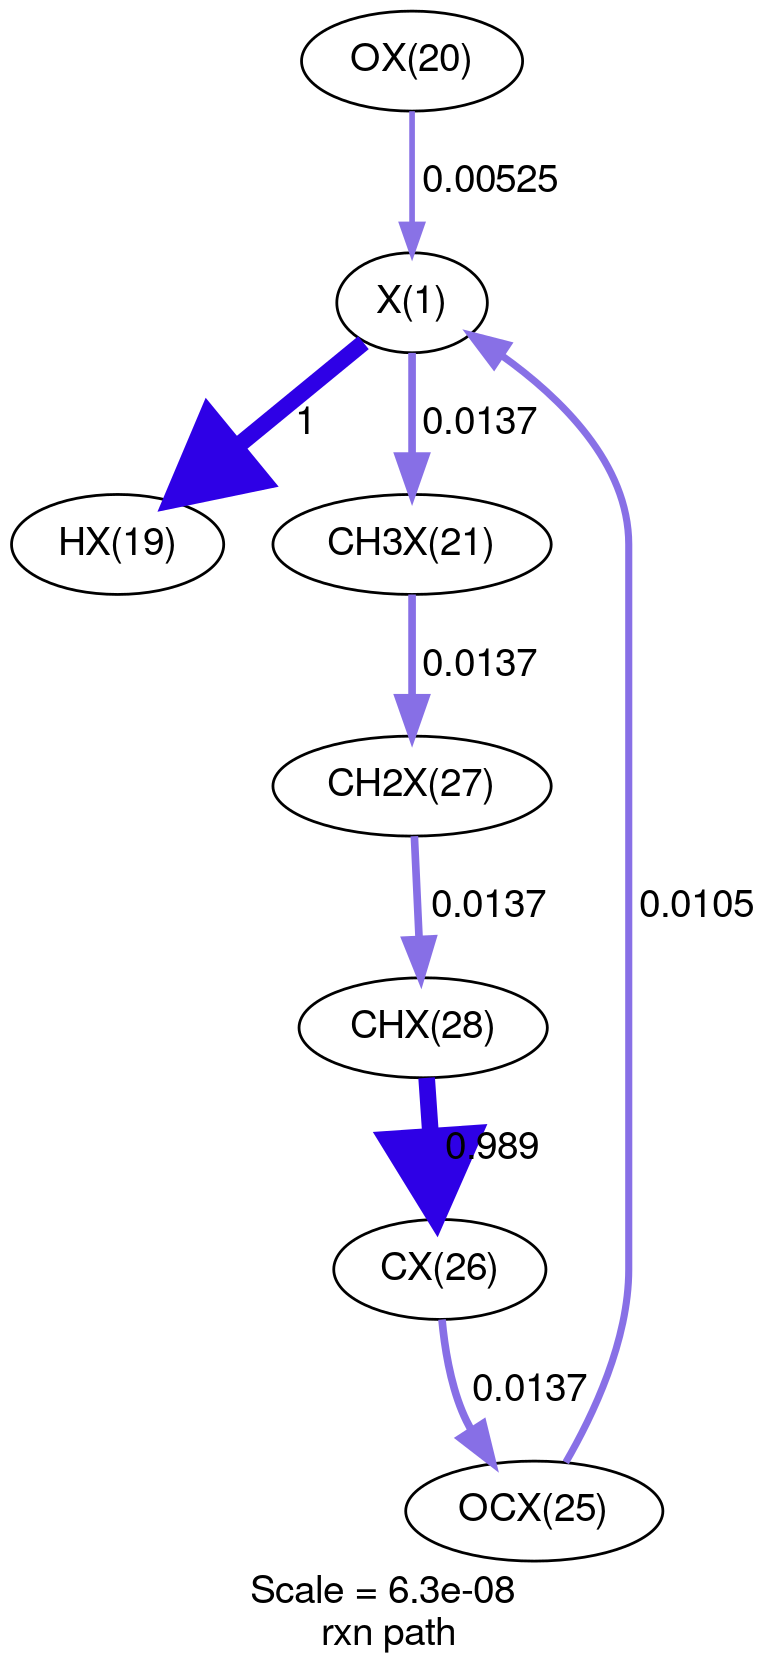 OX(20)
0.00525
X(1)
1
0.0137
HX(19)
CH3X(21)
0.0137
CH2X(27)
0.0137
0.0105
CHX(28)
0.989
CX(26)
0.0137
OCX(25)
Scale = 6.3e-08
rxn path